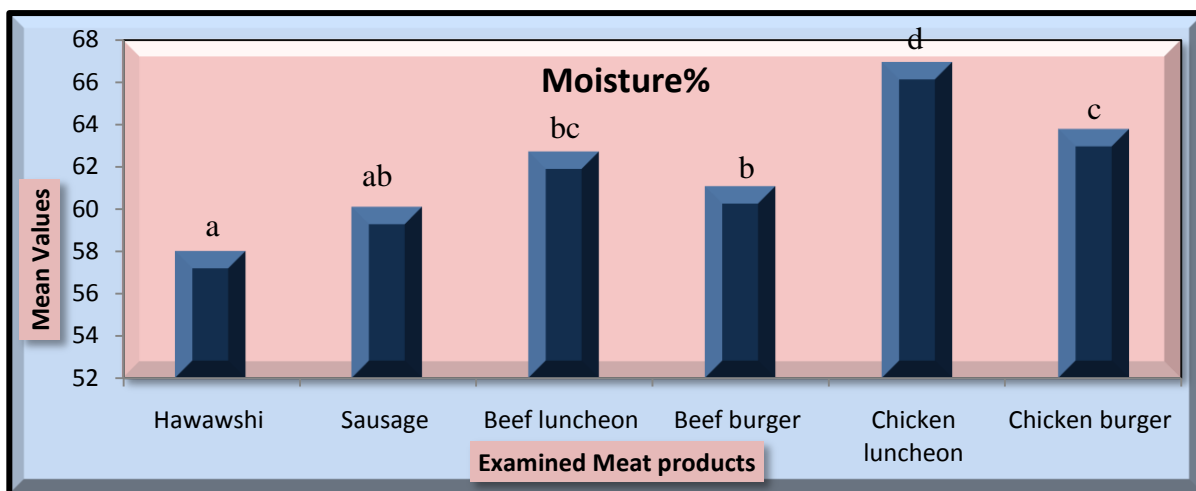 Moisture%
68
66
64
62
60
58
56
54
52
Mean Values
a
ab
bc
b
d
c
Hawawshi
Sausage
Beef luncheon
Beef burger
Chicken
luncheon
Chicken burger
Examined Meat products